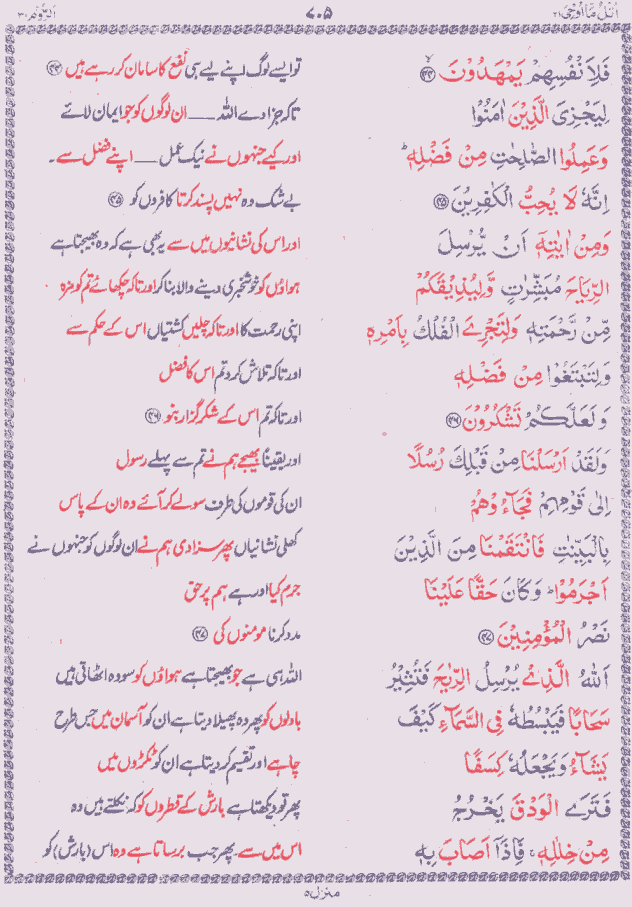 اُتْلُ مَآ اُوْحِیَ ۲۱ ۷۰۵ اَلرُّوْم ۳۰
فَلِاَنْفُسِهِمْ يَمْهَدُوْنَ ۴۴ توایسے لوگ اپنے لیے ہی نفع کا سامان کر رہے ہیں ۴۴
لِيَجْزِیَ الَّذِيْنَ اٰمَنُوْا تاکہ جزا دے اللہ ــــ ان لوگوں کو جو ایمان لائے
وَعَمِلُوا الصّٰلِحٰتِ مِنْ فَضْلِهٖ ؕ اور کیے جنہوں نے نیک عمل ــــ اپنے فضل سے۔
اِنَّهٗ لَا يُحِبُّ الْكٰفِرِيْنَ ۴۵ بے شک وہ نہیں پسند کرتا کافروں کو ۴۵
وَمِنْ اٰيٰتِهٖۤ اَنْ يُّرْسِلَ اور اس کی نشانیوں میں سے یہ بھی ہے کہ وہ بھیجتا ہے
الرِّيَاحَ مُبَشِّرٰتٍ وَّلِيُذِيْقَكُمْ ہواؤں کو خوشخبری دینے والا بنا کر اور تاکہ چکھائے تم کو مزہ
مِّنْ رَّحْمَتِهٖ وَلِتَجْرِیَ الْفُلْكُ بِاَمْرِهٖ اپنی رحمت کا اور تاکہ چلیں کشتیاں اس کے حکم سے
وَلِتَبْتَغُوْا مِنْ فَضْلِهٖ اور تاکہ تلاش کرو تم اس کا فضل
وَلَعَلَّكُمْ تَشْكُرُوْنَ ۴۶ اور تاکہ تم اس کے شکر گزار بنو ۴۶
وَلَقَدْ اَرْسَلْنَا مِنْ قَبْلِكَ رُسُلًا اور یقیناً بھیجے ہم نے تم سے پہلے رسول
اِلٰى قَوْمِهِمْ فَجَآءُوْهُمْ ان کی قوموں کی طرف سو لے کر آئے وہ ان کے پاس
بِالْبَيِّنٰتِ فَانْتَقَمْنَا مِنَ الَّذِيْنَ کھلی نشانیاں پھر سزا دی ہم نے ان لوگوں کو جنہوں نے
اَجْرَمُوْا ؕ وَكَانَ حَقًّا عَلَيْنَا جرم کیا اور ہے ہم پر حق
نَصْرُ الْمُؤْمِنِيْنَ ۴۷ مدد کرنا مومنوں کی ۴۷
اَللّٰهُ الَّذِیْ يُرْسِلُ الرِّيٰحَ فَتُثِيْرُ اللہ ہی ہے جو بھیجتا ہے ہواؤں کو سو وہ اٹھاتی ہیں
سَحَابًا فَيَبْسُطُهٗ فِی السَّمَآءِ كَيْفَ بادلوں کو پھر وہ پھیلا دیتا ہے ان کو آسمان میں جس طرح
يَشَآءُ وَيَجْعَلُهٗ كِسَفًا چاہے اور تقسیم کر دیتا ہے ان کو ٹکڑوں میں
فَتَرَى الْوَدْقَ يَخْرُجُ پھر تو دیکھتا ہے بارش کے قطروں کو کہ نکلتے ہیں وہ
مِنْ خِلٰلِهٖ ۚ فَاِذَاۤ اَصَابَ بِهٖ اس میں سے۔ پھر جب برساتا ہے وہ اس (بارش) کو
منزل ۵